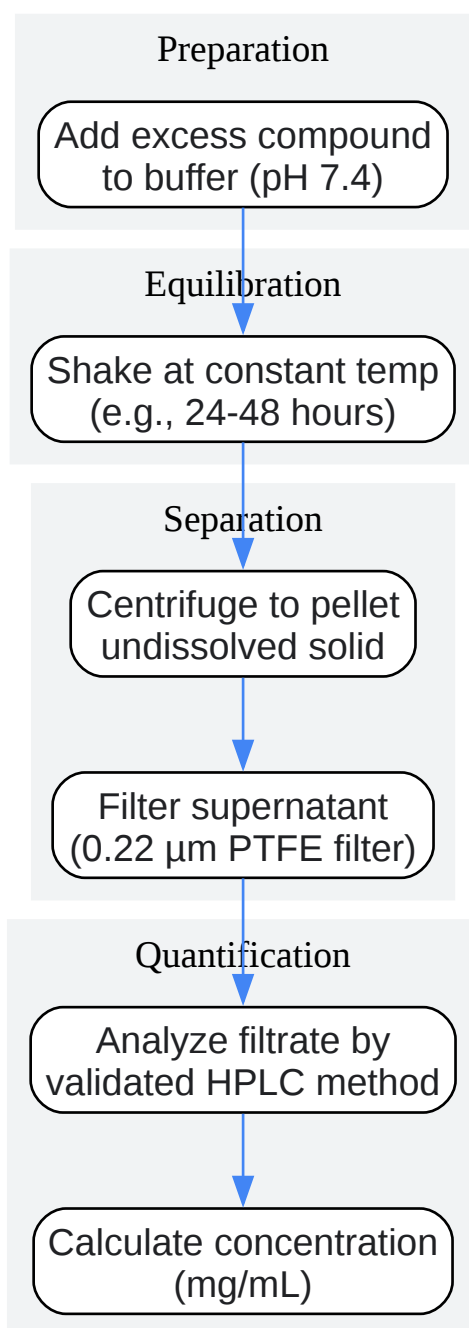 Preparation
Add excess compound
to buffer (pH 7.4)
Equilibration
Shake at constant temp
(e.g., 24-48 hours)
Separation
Centrifuge to pellet
undissolved solid
Filter supernatant
(0.22 µm PTFE filter)
Quantification
Analyze filtrate by
validated HPLC method
Calculate concentration
(mg/mL)